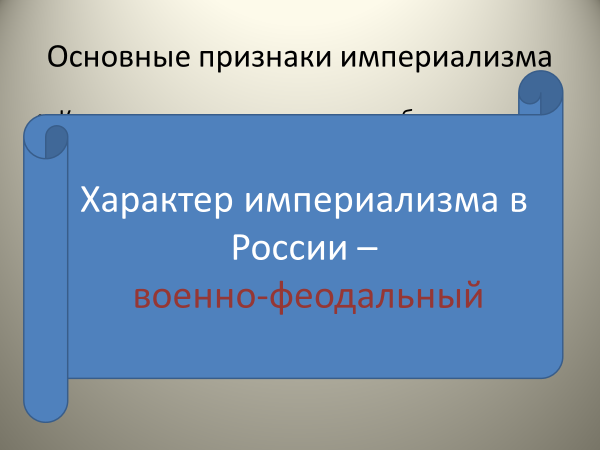 Основные признаки империализма
Характер империализма в
России –
военно-феодальный